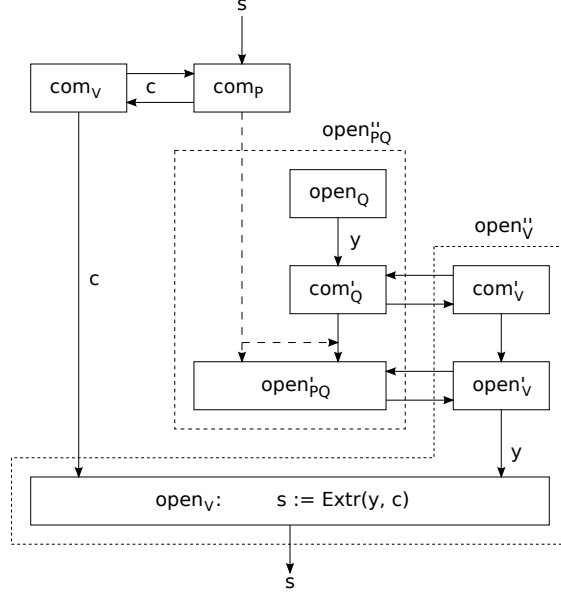 s
com_V
c
com_P
open''_PQ
open_Q
open''_V
y
c
com'_Q
com'_V
open'_PQ
open'_V
y
open_V: s := Extr(y, c)
s